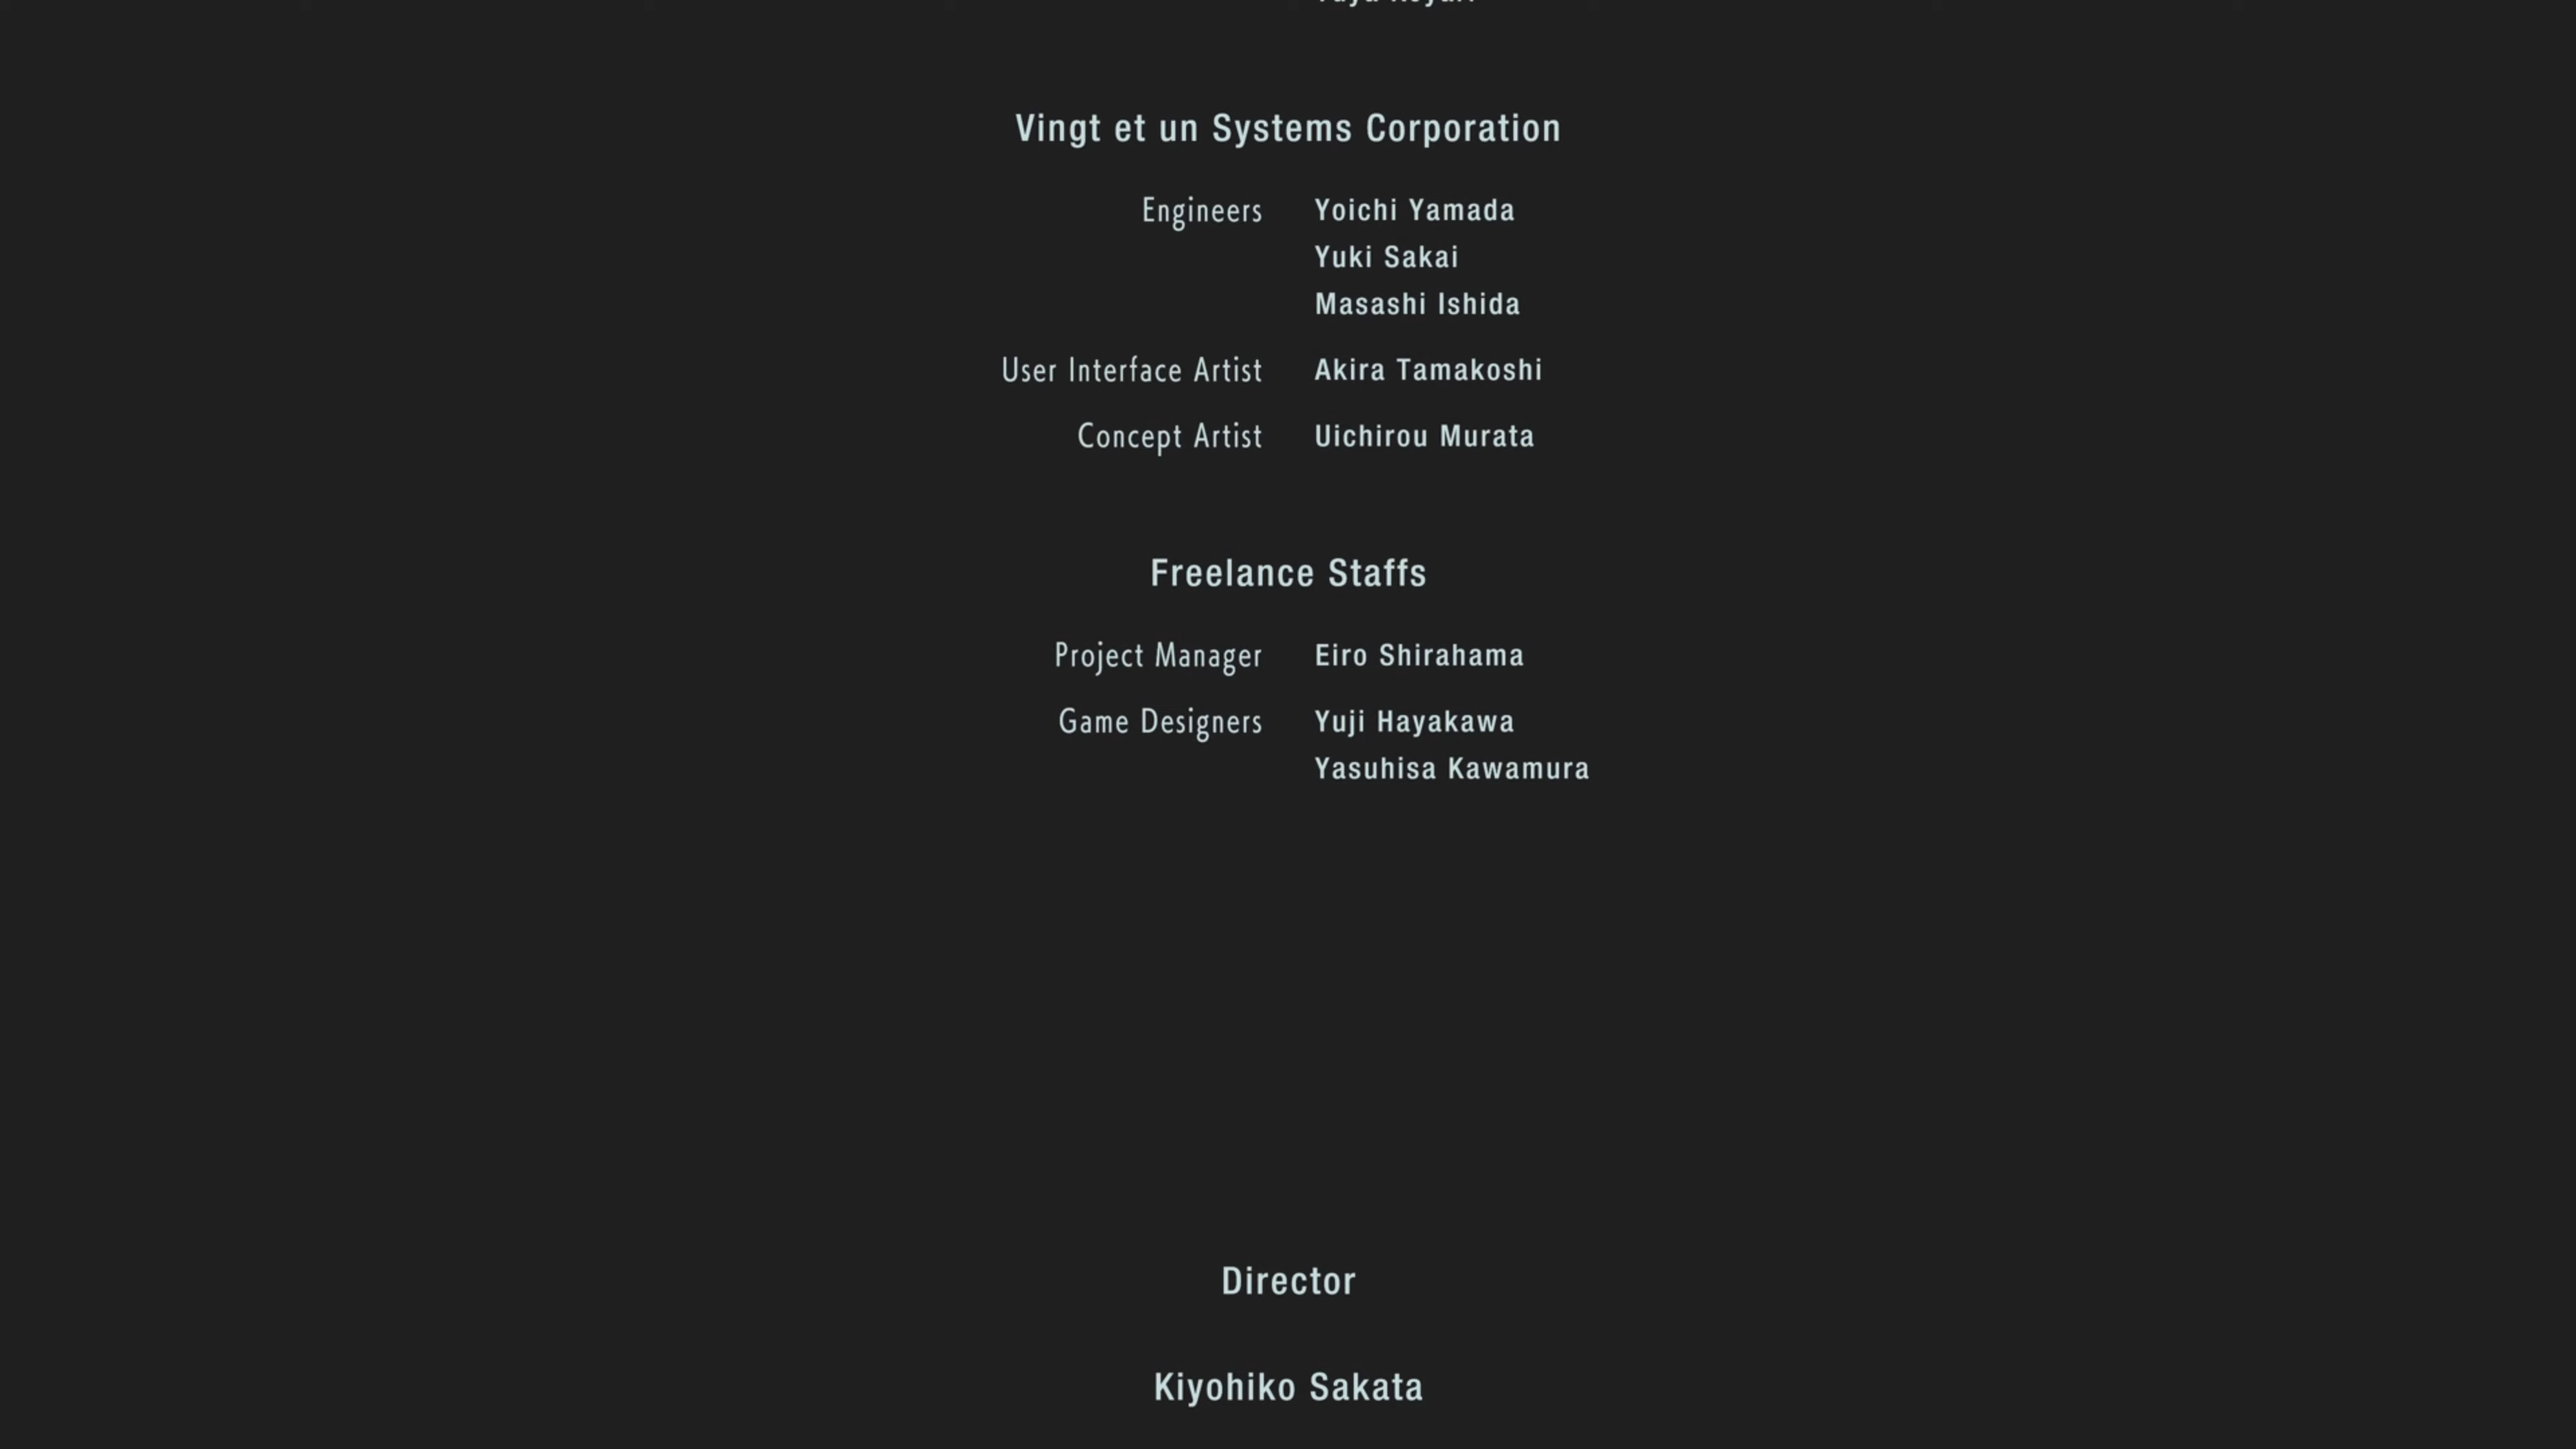 Vingt et un Systems Corporation
Engineers Yoichi Yamada
Yuki Sakai
Masashi Ishida
User Interface Artist Akira Tamakoshi
Concept Artist Uichirou Murata
Freelance Staffs
Project Manager Eiro Shirahama
Game Designers Yuji Hayakawa
Yasuhisa Kawamura
Director
Kiyohiko Sakata